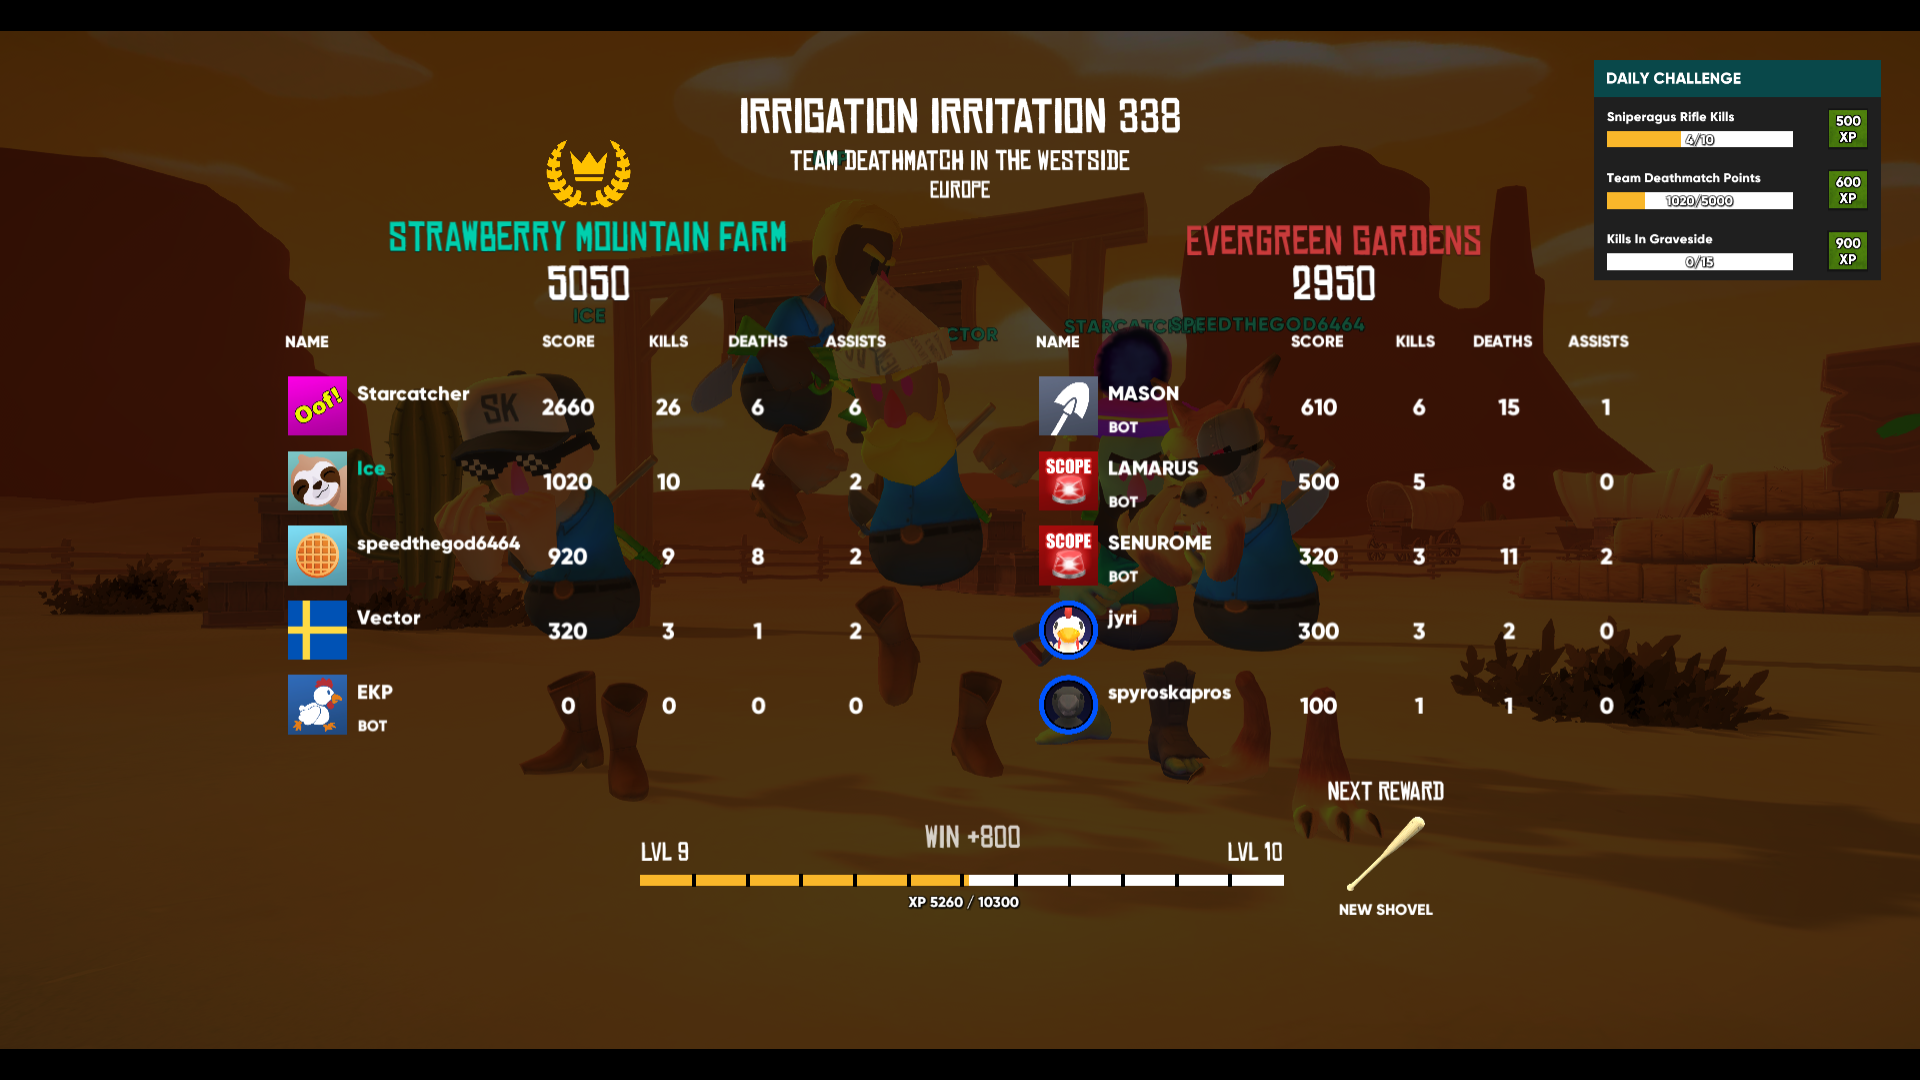 IRRIGATION IRRITATION 338
TEAM DEATHMATCH IN THE WESTSIDE
EUROPE
DAILY CHALLENGE
Sniperagus Rifle Kills
4/10
500 XP
Team Deathmatch Points
1020/5000
600 XP
Kills In Graveside
0/15
900 XP
STRAWBERRY MOUNTAIN FARM
5050
ICE
NAME SCORE KILLS DEATHS ASSISTS
Oof! Starcatcher 2660 26 6 6
Ice 1020 10 4 2
speedthegod6464 920 9 8 2
Vector 320 3 1 2
EKP 0 0 0 0
BOT
EVERGREEN GARDENS
2950
SPEEDTHEGOD6464
NAME SCORE KILLS DEATHS ASSISTS
MASON 610 6 15 1
BOT
SCOPE LAMARUS 500 5 8 0
BOT
SCOPE SENUROME 320 3 11 2
BOT
jyri 300 3 2 0
spyroskapros 100 1 1 0
SK
WIN +800
LVL 9 LVL 10
XP 5260 / 10300
NEXT REWARD
NEW SHOVEL